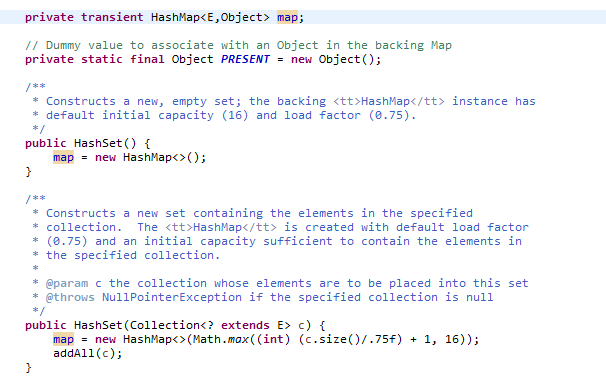 private transient HashMap<E,Object> map;
// Dummy value to associate with an Object in the backing Map
private static final Object PRESENT = new Object();
/**
 * Constructs a new, empty set; the backing <tt>HashMap</tt> instance has
 * default initial capacity (16) and load factor (0.75).
 */
public HashSet() {
    map = new HashMap<>();
}
/**
 * Constructs a new set containing the elements in the specified
 * collection.  The <tt>HashMap</tt> is created with default load factor
 * (0.75) and an initial capacity sufficient to contain the elements in
 * the specified collection.
 *
 * @param c the collection whose elements are to be placed into this set
 * @throws NullPointerException if the specified collection is null
 */
public HashSet(Collection<? extends E> c) {
    map = new HashMap<>(Math.max((int) (c.size()/.75f) + 1, 16));
    addAll(c);
}